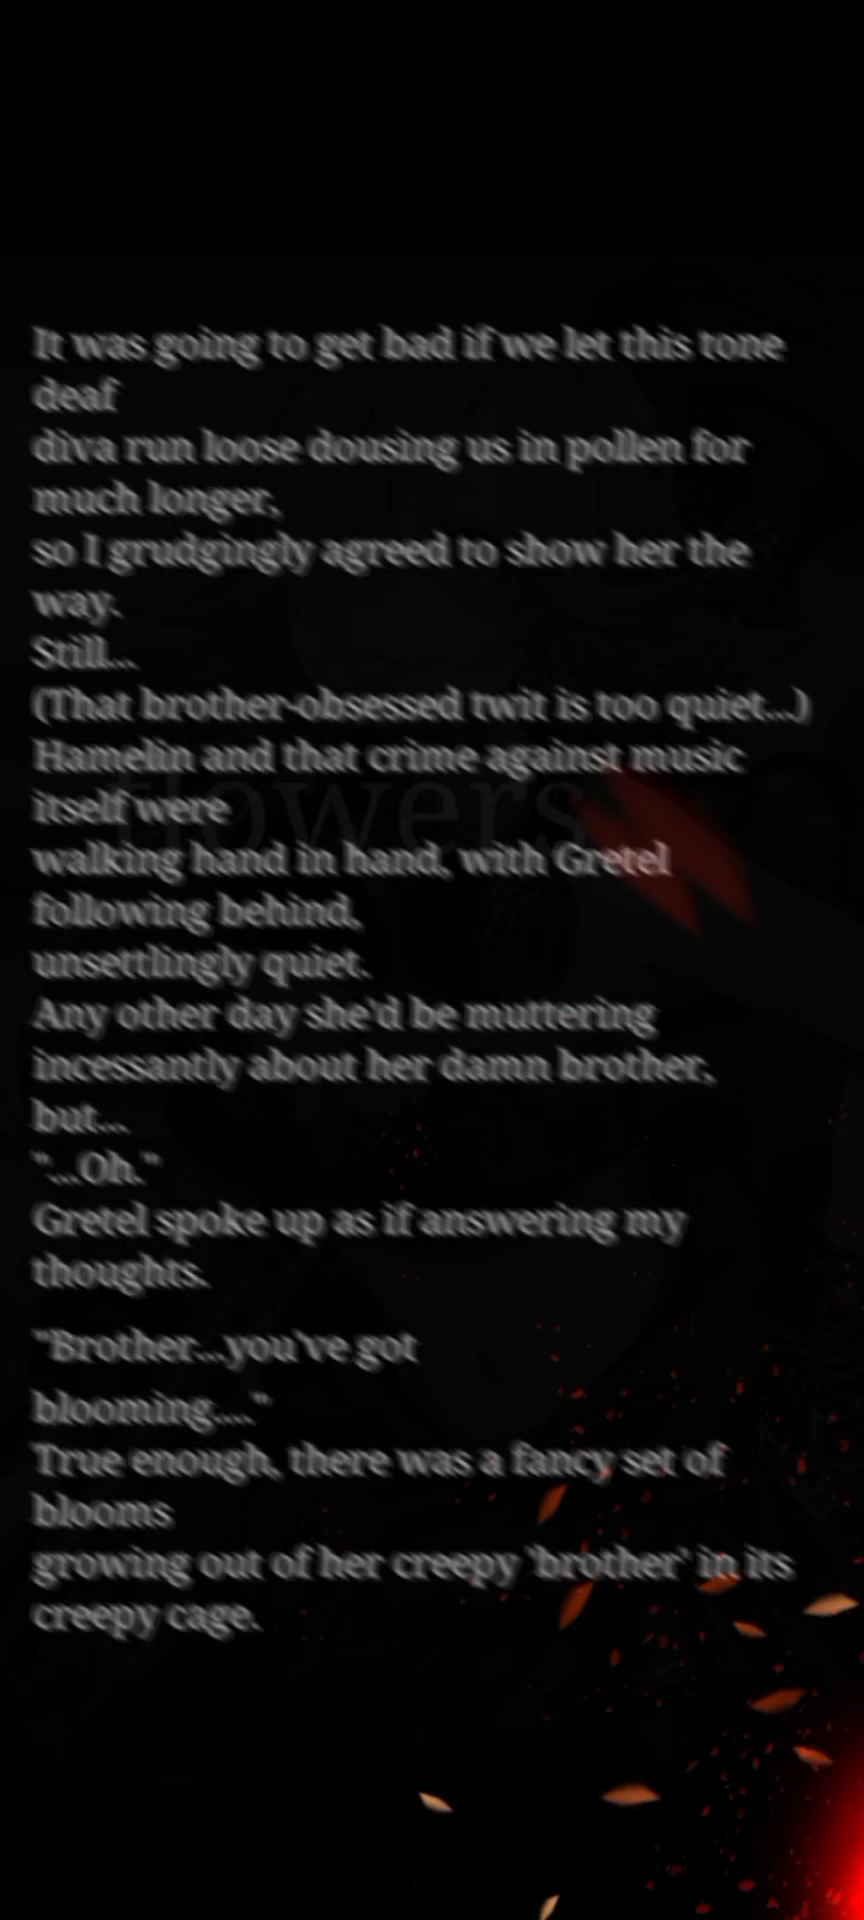 It was going to get bad if we let this tone
deaf
diva run loose dousing us in pollen for
much longer,
so I grudgingly agreed to show her the
way.
Still...
(That brother-obsessed twit is too quiet...)
Hamelin and that crime against music
itself were
flowers
walking hand in hand, with Gretel
following behind,
unsettlingly quiet.
Any other day she'd be muttering
incessantly about her damn brother,
but...
"...Oh."
Gretel spoke up as if answering my
thoughts.
"Brother...you've got
blooming...."
True enough, there was a fancy set of
blooms
growing out of her creepy 'brother' in its
creepy cage.